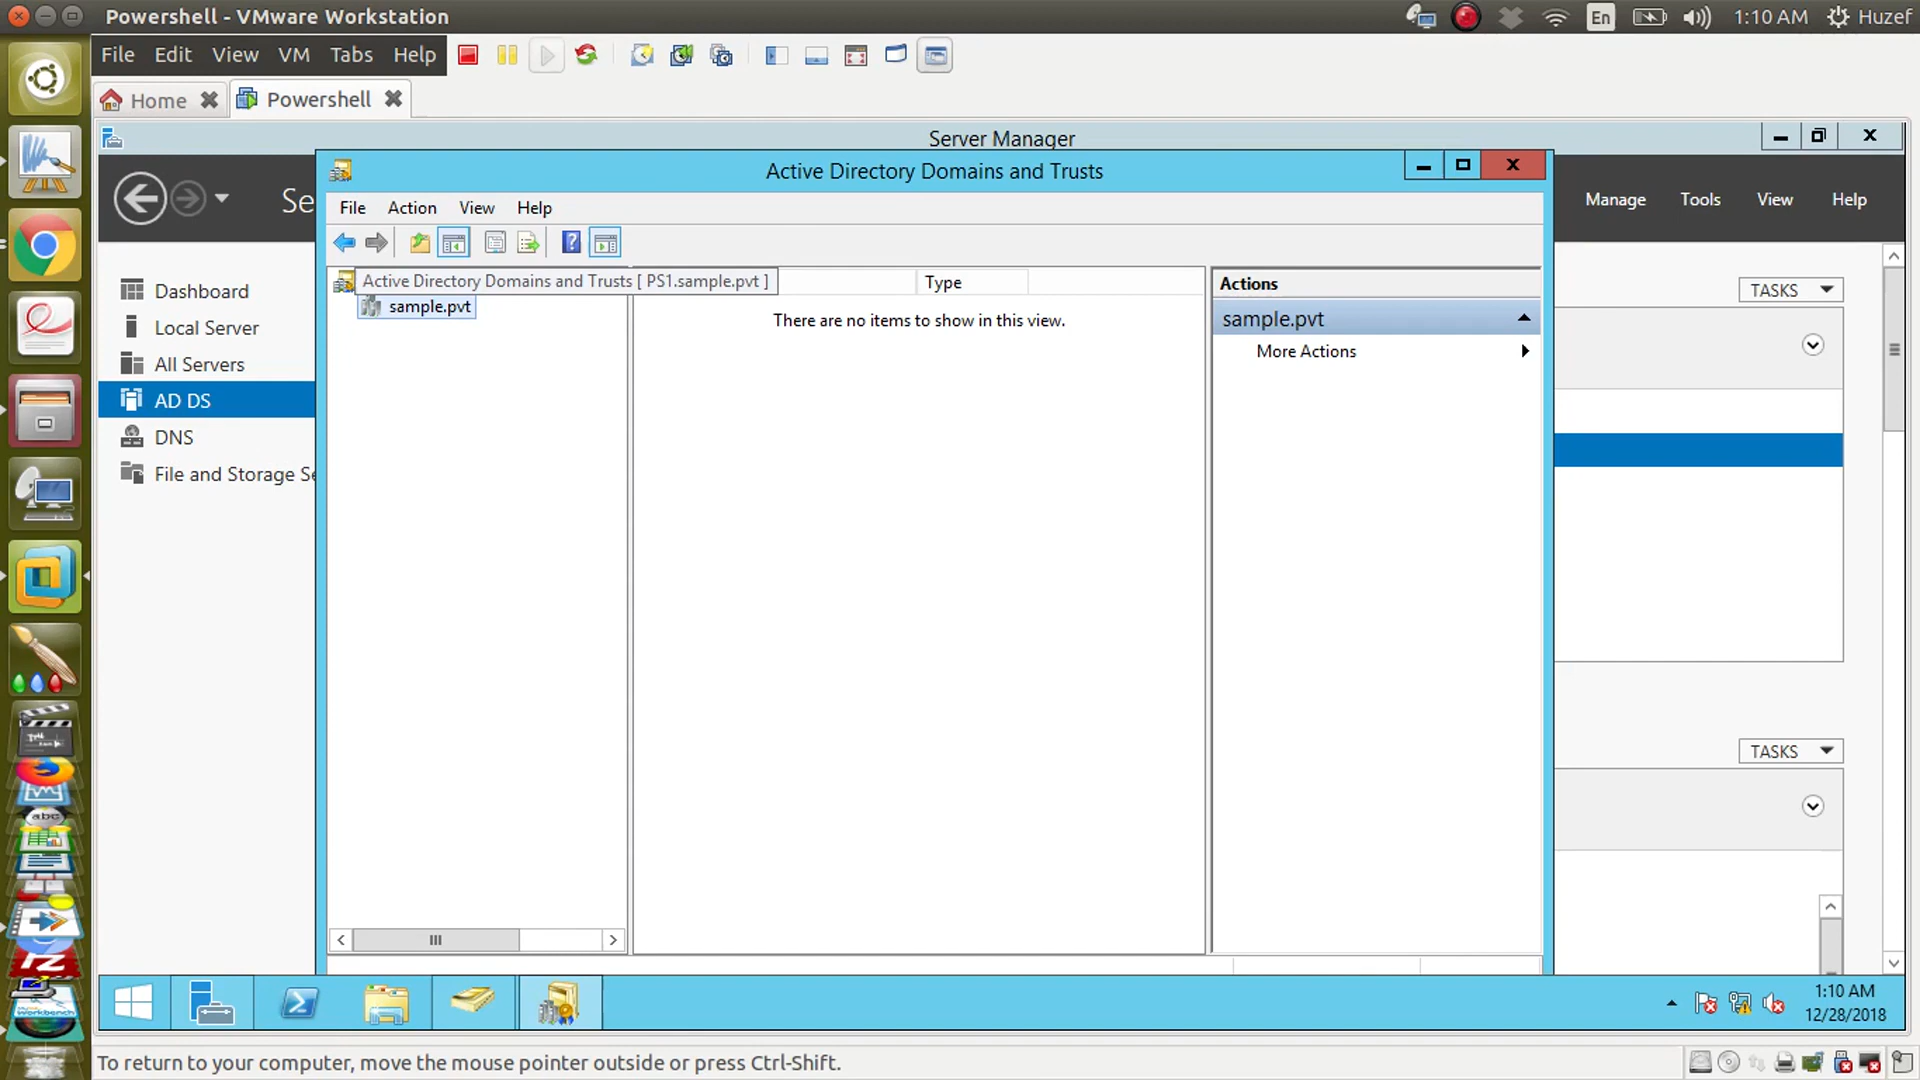 Powershell - VMware Workstation
En
1:10 AM
Huzef
File Edit View VM Tabs Help
Home
Powershell
Server Manager
Active Directory Domains and Trusts
Se
Manage Tools View Help
File Action View Help
Dashboard
Local Server
All Servers
AD DS
DNS
File and Storage Se
Active Directory Domains and Trusts [ PS1.sample.pvt ]
sample.pvt
Type
There are no items to show in this view.
Actions
sample.pvt
More Actions
TASKS
TASKS
1:10 AM
12/28/2018
To return to your computer, move the mouse pointer outside or press Ctrl-Shift.